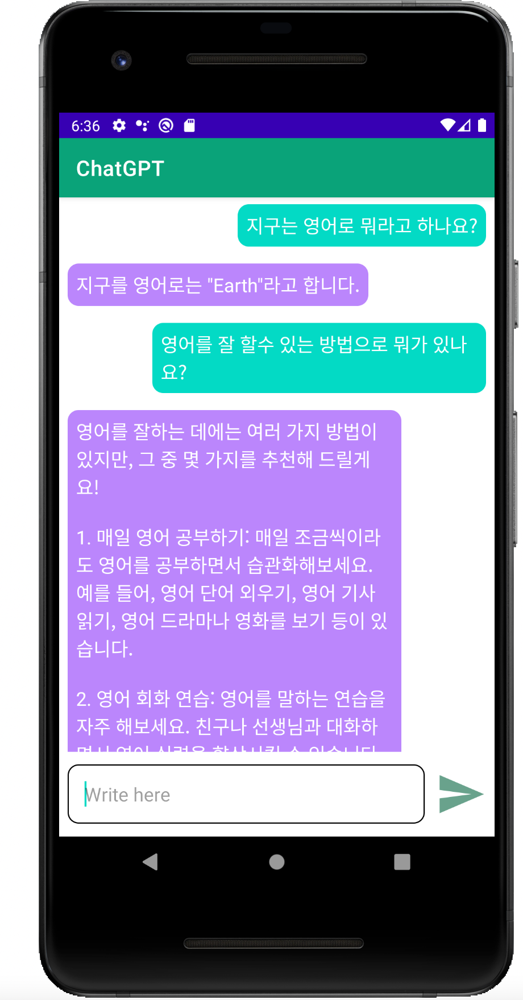 6:36
ChatGPT
지구는 영어로 뭐라고 하나요?
지구를 영어로는 "Earth"라고 합니다.
영어를 잘 할수 있는 방법으로 뭐가 있나
요?
영어를 잘하는 데에는 여러 가지 방법이
있지만, 그 중 몇 가지를 추천해 드릴게
요!
1. 매일 영어 공부하기: 매일 조금씩이라
도 영어를 공부하면서 습관화해보세요.
예를 들어, 영어 단어 외우기, 영어 기사
읽기, 영어 드라마나 영화를 보기 등이 있
습니다.
2. 영어 회화 연습: 영어를 말하는 연습을
자주 해보세요. 친구나 선생님과 대화하
Write here